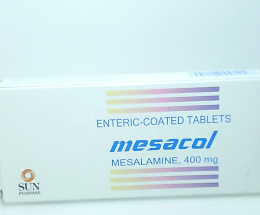 ENTERIC-COATED TABLETS
mesacol
MESALAMINE, 400 mg
SUN
PHARMA